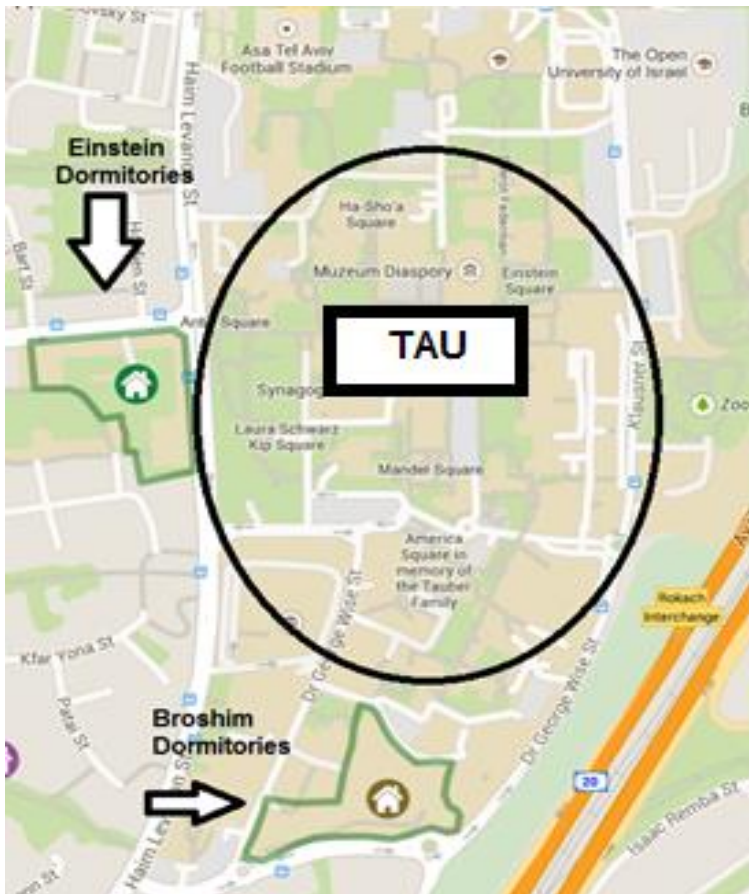 Asa Tel Aviv
Football Stadium
The Open
University of Israel
Haim Levanon St
Einstein
Dormitories
Ha-Sho'a
Square
Bart St
Muzeum Diaspory
Einstein
Square
Square
TAU
Klausner St
Laura Schwarz
Kip Square
Mandel Square
America
Square in
memory of
the Tauber
Family
Rokach
Interchange
Dr George Wise St
Kfar Yona St
Patai St
Dr George Wise St
Broshim
Dormitories
20
Isaac Remba St